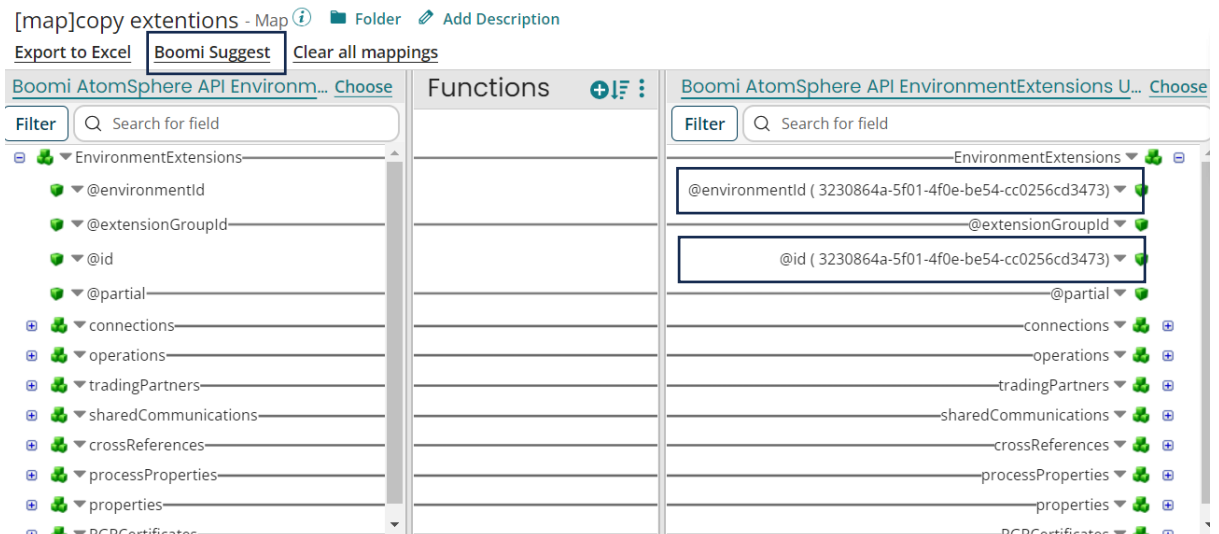 [map]copy extentions - Map i Folder Add Description
Export to Excel Boomi Suggest Clear all mappings
Boomi AtomSphere API Environm... Choose Functions Boomi AtomSphere API EnvironmentExtensions U... Choose
Filter Search for field Filter Search for field
EnvironmentExtensions EnvironmentExtensions
@environmentId @environmentId ( 3230864a-5f01-4f0e-be54-cc0256cd3473)
@extensionGroupId @extensionGroupId
@id @id ( 3230864a-5f01-4f0e-be54-cc0256cd3473)
@partial @partial
connections connections
operations operations
tradingPartners tradingPartners
sharedCommunications sharedCommunications
crossReferences crossReferences
processProperties processProperties
properties properties
PGPCertificates PGPCertificates